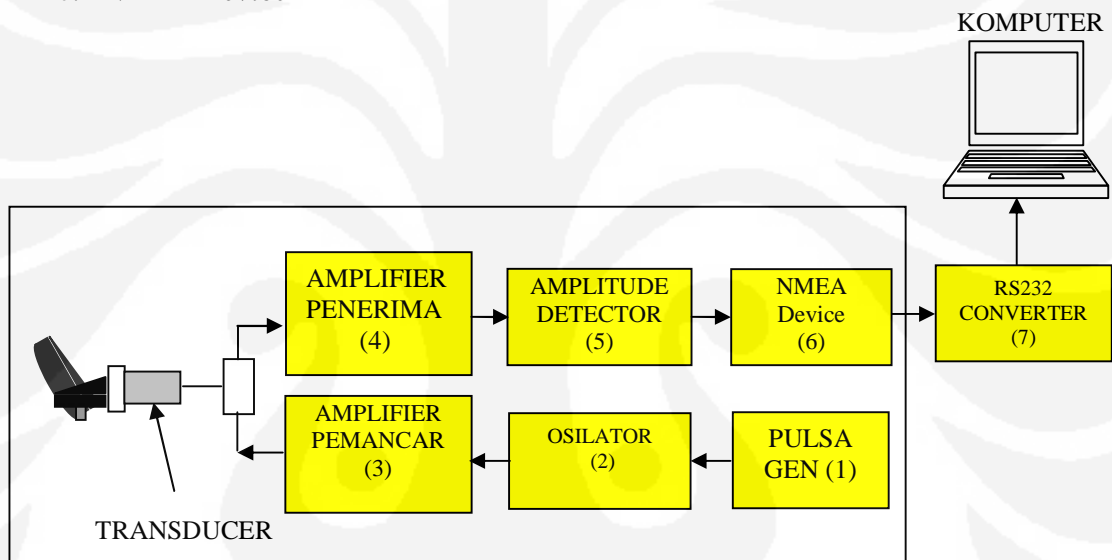 KOMPUTER
AMPLIFIER
PENERIMA
(4)
AMPLITUDE
DETECTOR
(5)
NMEA
Device
(6)
RS232
CONVERTER
(7)
AMPLIFIER
PEMANCAR
(3)
OSILATOR
(2)
PULSA
GEN (1)
TRANSDUCER